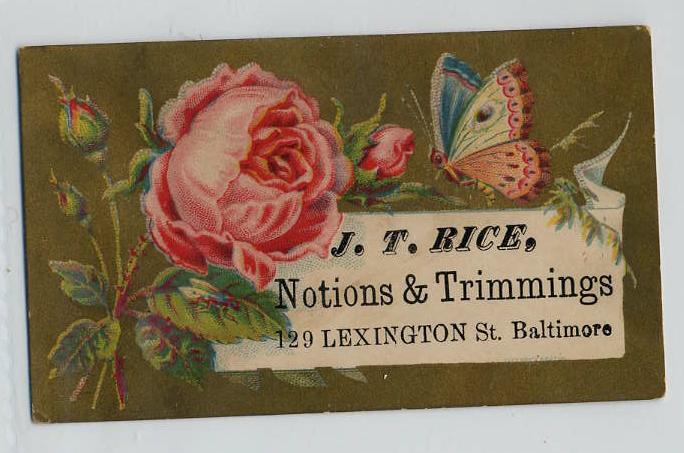 J. T. RICE,
Notions & Trimmings
129 LEXINGTON St. Baltimore